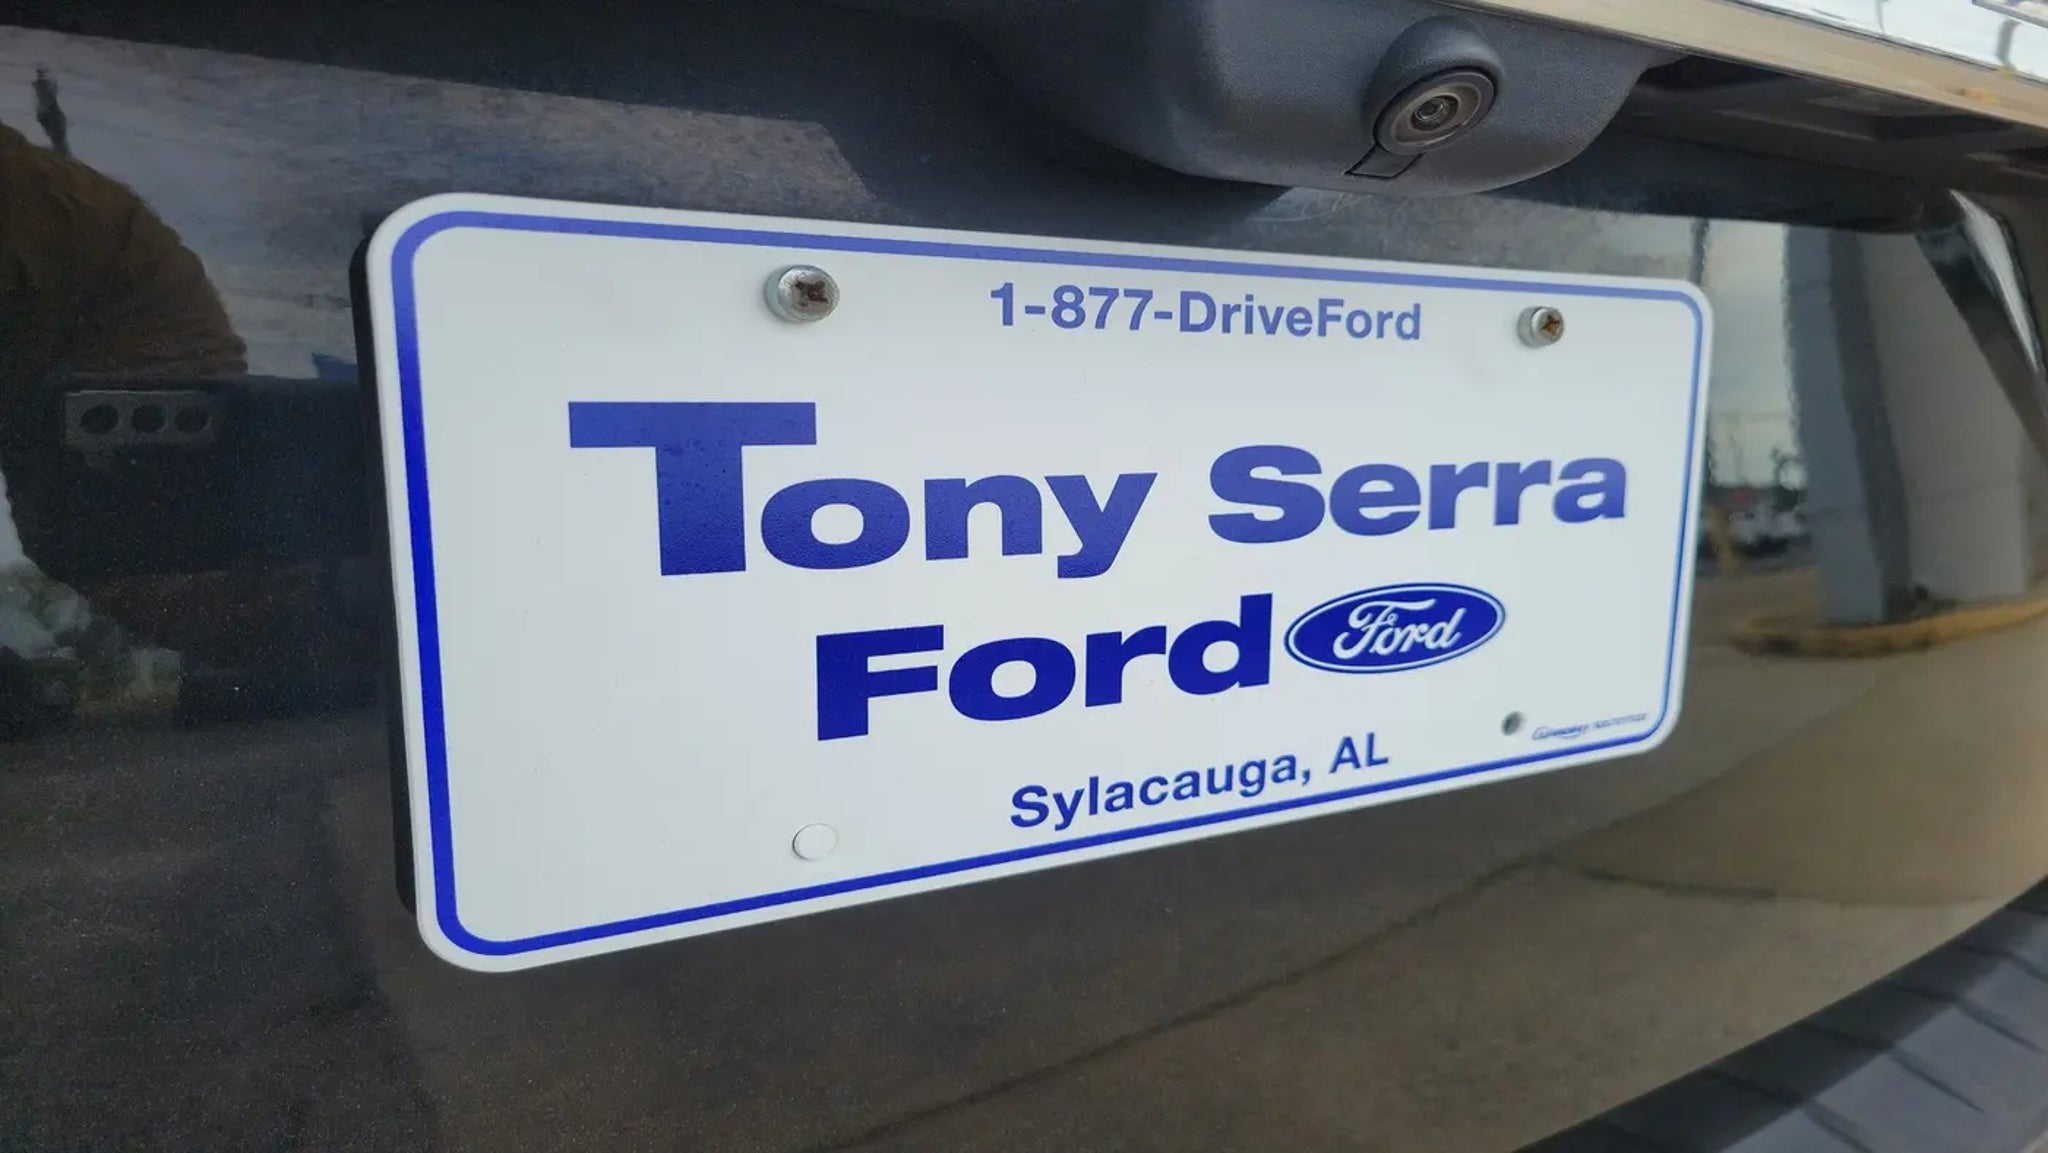 1-877-DriveFord
Tony Serra
Ford Ford
Sylacauga, AL